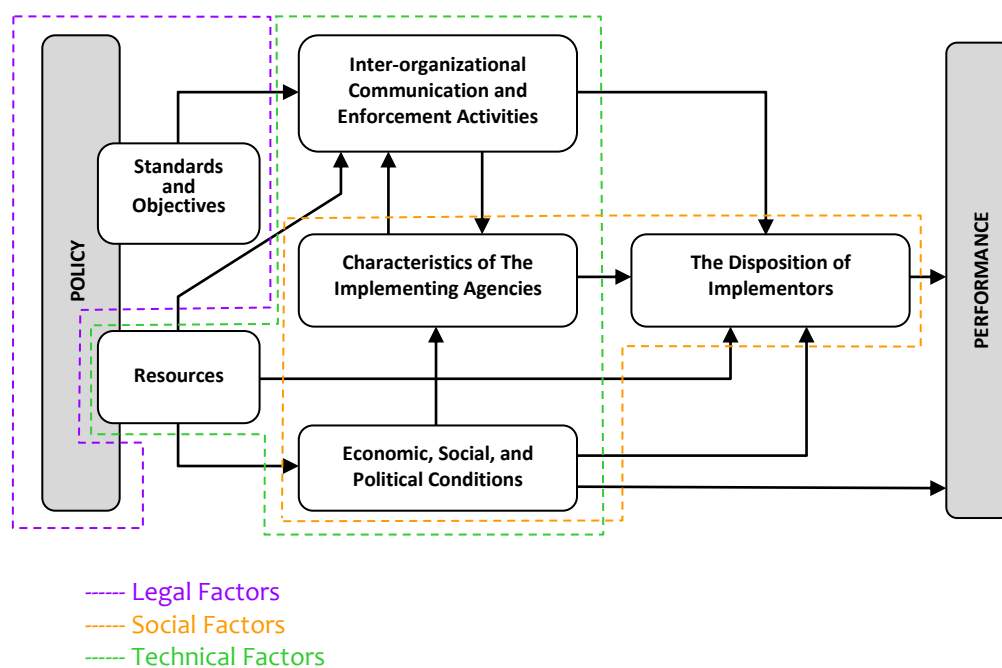 Inter-organizational
Communication and
Enforcement Activities
Standards
and
Objectives
POLICY
Characteristics of The
Implementing Agencies
The Disposition of
Implementors
PERFORMANCE
Resources
Economic, Social, and
Political Conditions
------ Legal Factors
------ Social Factors
------ Technical Factors